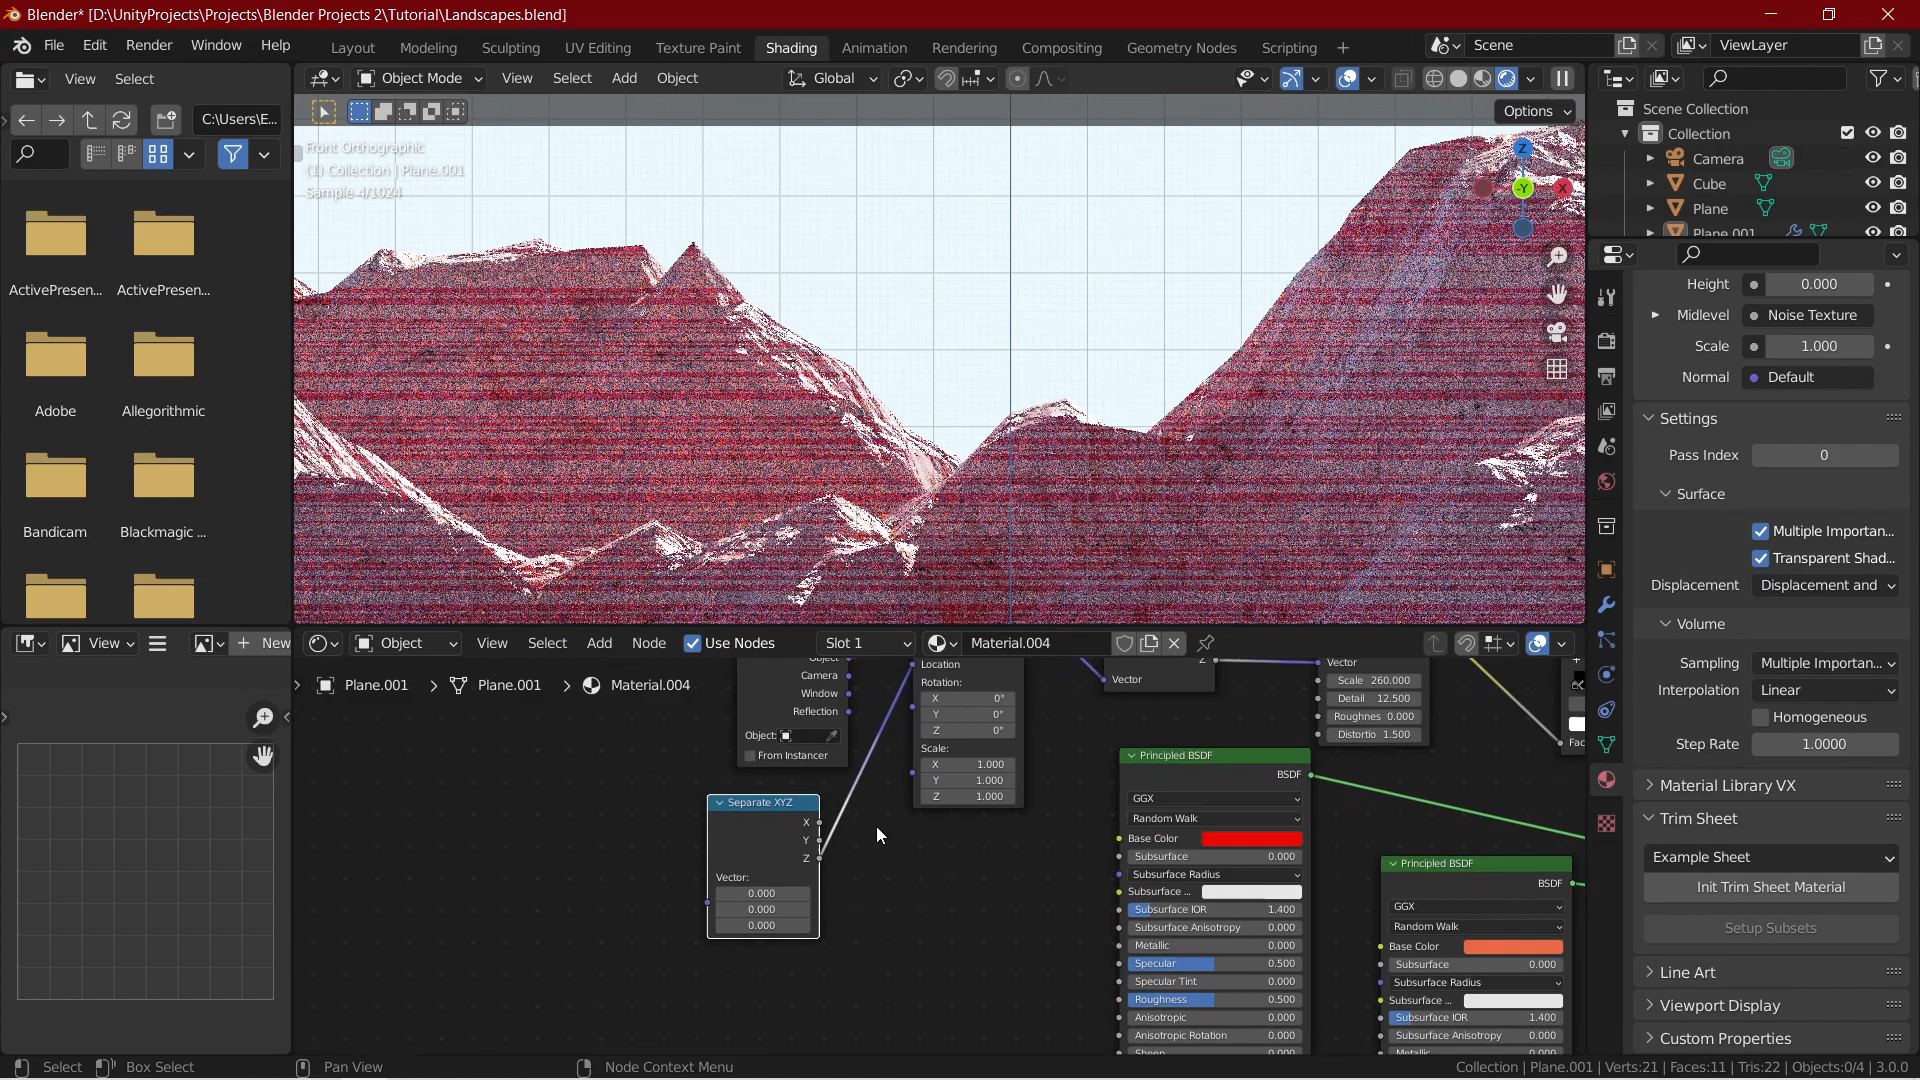 Blender* [D:\UnityProjects\Projects\Blender Projects 2\Tutorial\Landscapes.blend]
File Edit Render Window Help
Layout Modeling Sculpting UV Editing Texture Paint Shading Animation Rendering Compositing Geometry Nodes Scripting +
Scene
ViewLayer
View Select
Object Mode View Select Add Object
Global
C:\Users\E...
Options
Front Orthographic
(1) Collection | Plane.001
Sample 4/1024
Z
-Y
X
ActivePresen... ActivePresen...
Adobe Allegorithmic
Bandicam Blackmagic ...
Scene Collection
Collection
Camera
Cube
Plane
Plane.001
Height 0.000
Midlevel Noise Texture
Scale 1.000
Normal Default
Settings
Pass Index 0
Surface
Multiple Importan...
Transparent Shad...
Displacement Displacement and
Volume
Sampling Multiple Importan...
Interpolation Linear
Homogeneous
Step Rate 1.0000
Material Library VX
Trim Sheet
Example Sheet
Init Trim Sheet Material
Setup Subsets
Line Art
Viewport Display
Custom Properties
View
New
Object View Select Add Node Use Nodes Slot 1 Material.004
Plane.001 Plane.001 Material.004
Object
Camera
Window
Reflection
Object:
From Instancer
Location
Rotation:
X 0°
Y 0°
Z 0°
Scale:
X 1.000
Y 1.000
Z 1.000
Z
Vector
Vector
Scale 260.000
Detail 12.500
Roughnes 0.000
Distortio 1.500
Fac
Separate XYZ
X
Y
Z
Vector:
0.000
0.000
0.000
Principled BSDF
BSDF
GGX
Random Walk
Base Color
Subsurface 0.000
Subsurface Radius
Subsurface ...
Subsurface IOR 1.400
Subsurface Anisotropy 0.000
Metallic 0.000
Specular 0.500
Specular Tint 0.000
Roughness 0.500
Anisotropic 0.000
Anisotropic Rotation 0.000
Sheen 0.000
Principled BSDF
BSDF
GGX
Random Walk
Base Color
Subsurface 0.000
Subsurface Radius
Subsurface ...
Subsurface IOR 1.400
Subsurface Anisotropy 0.000
Metallic 0.000
Select Box Select Pan View Node Context Menu
Collection | Plane.001 | Verts:21 | Faces:11 | Tris:22 | Objects:0/4 | 3.0.0